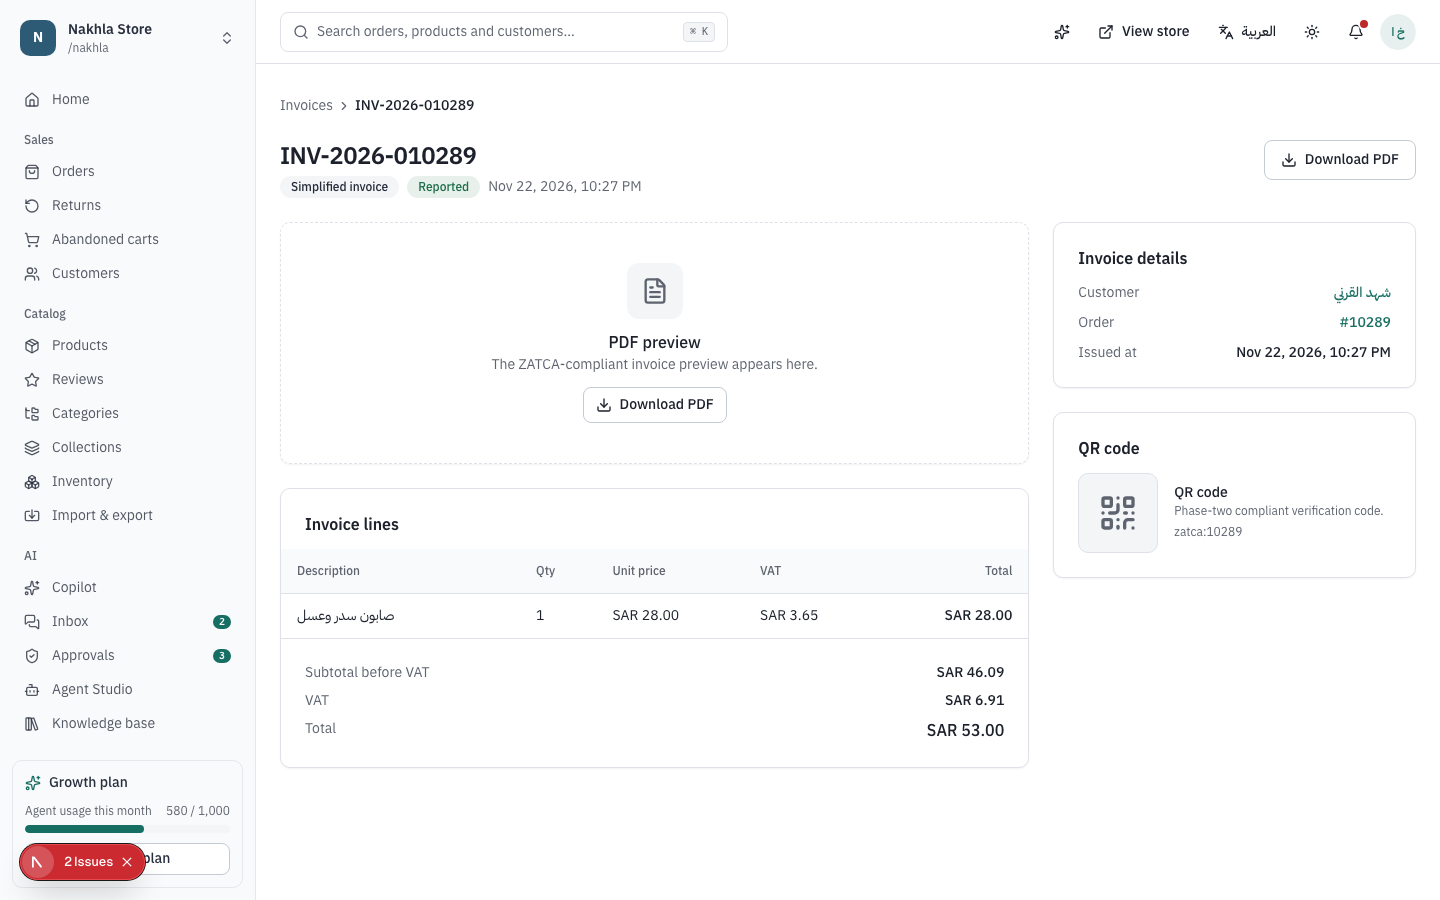 N
Nakhla Store
/nakhla
Search orders, products and customers...
⌘ K
View store
العربية
خ ا
Home
Sales
Orders
Returns
Abandoned carts
Customers
Catalog
Products
Reviews
Categories
Collections
Inventory
Import & export
AI
Copilot
Inbox 2
Approvals 3
Agent Studio
Knowledge base
Growth plan
Agent usage this month 580 / 1,000
plan
2 Issues
Invoices > INV-2026-010289
INV-2026-010289
Simplified invoice Reported Nov 22, 2026, 10:27 PM
Download PDF
PDF preview
The ZATCA-compliant invoice preview appears here.
Download PDF
Invoice lines
Description Qty Unit price VAT Total
صابون سدر وعسل 1 SAR 28.00 SAR 3.65 SAR 28.00
Subtotal before VAT SAR 46.09
VAT SAR 6.91
Total SAR 53.00
Invoice details
Customer شهد القرني
Order #10289
Issued at Nov 22, 2026, 10:27 PM
QR code
QR code
Phase-two compliant verification code.
zatca:10289